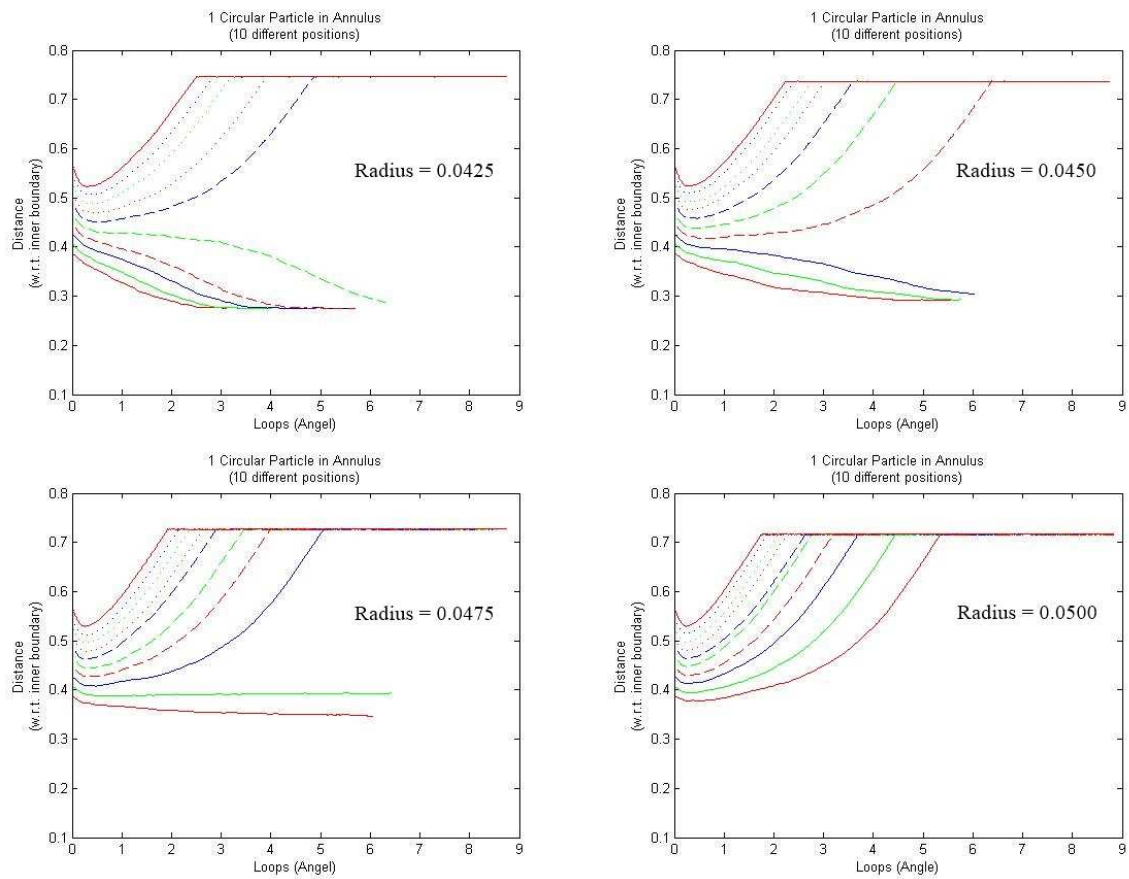 1 Circular Particle in Annulus
(10 different positions)
0.8
0.7
0.6
0.5
0.4
0.3
0.2
0.1
Distance
(w.r.t. inner boundary)
Radius = 0.0425
0 1 2 3 4 5 6 7 8 9
Loops (Angel)
1 Circular Particle in Annulus
(10 different positions)
0.8
0.7
0.6
0.5
0.4
0.3
0.2
0.1
Distance
(w.r.t. inner boundary)
Radius = 0.0450
0 1 2 3 4 5 6 7 8 9
Loops (Angel)
1 Circular Particle in Annulus
(10 different positions)
0.8
0.7
0.6
0.5
0.4
0.3
0.2
0.1
Distance
(w.r.t. inner boundary)
Radius = 0.0475
0 1 2 3 4 5 6 7 8 9
Loops (Angel)
1 Circular Particle in Annulus
(10 different positions)
0.8
0.7
0.6
0.5
0.4
0.3
0.2
0.1
Distance
(w.r.t. inner boundary)
Radius = 0.0500
0 1 2 3 4 5 6 7 8 9
Loops (Angle)